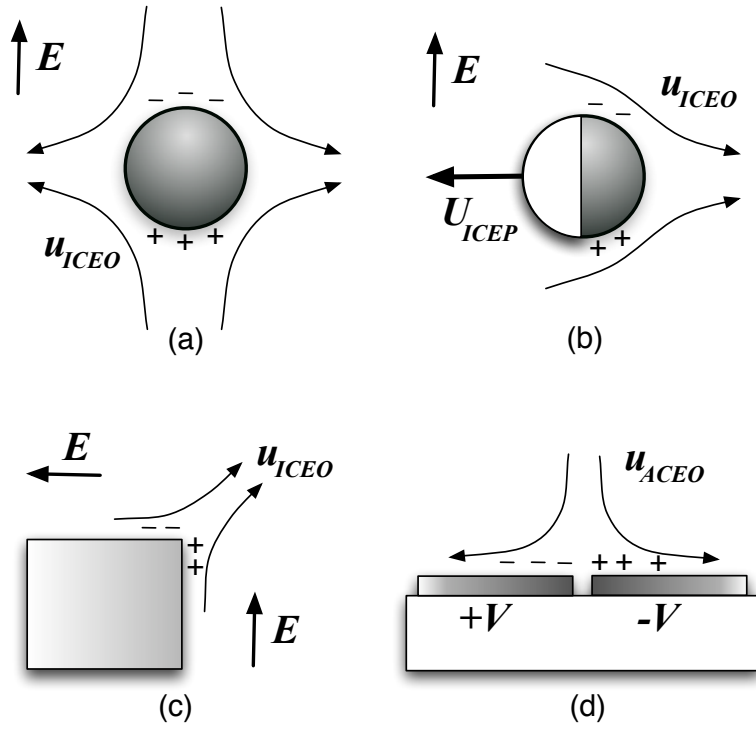 E
− − −
+ + +
u_ICEO
(a)
E
u_ICEO
− −
U_ICEP
+ +
(b)
E
u_ICEO
− −
+
+
E
(c)
u_ACEO
− − − + + +
+V -V
(d)